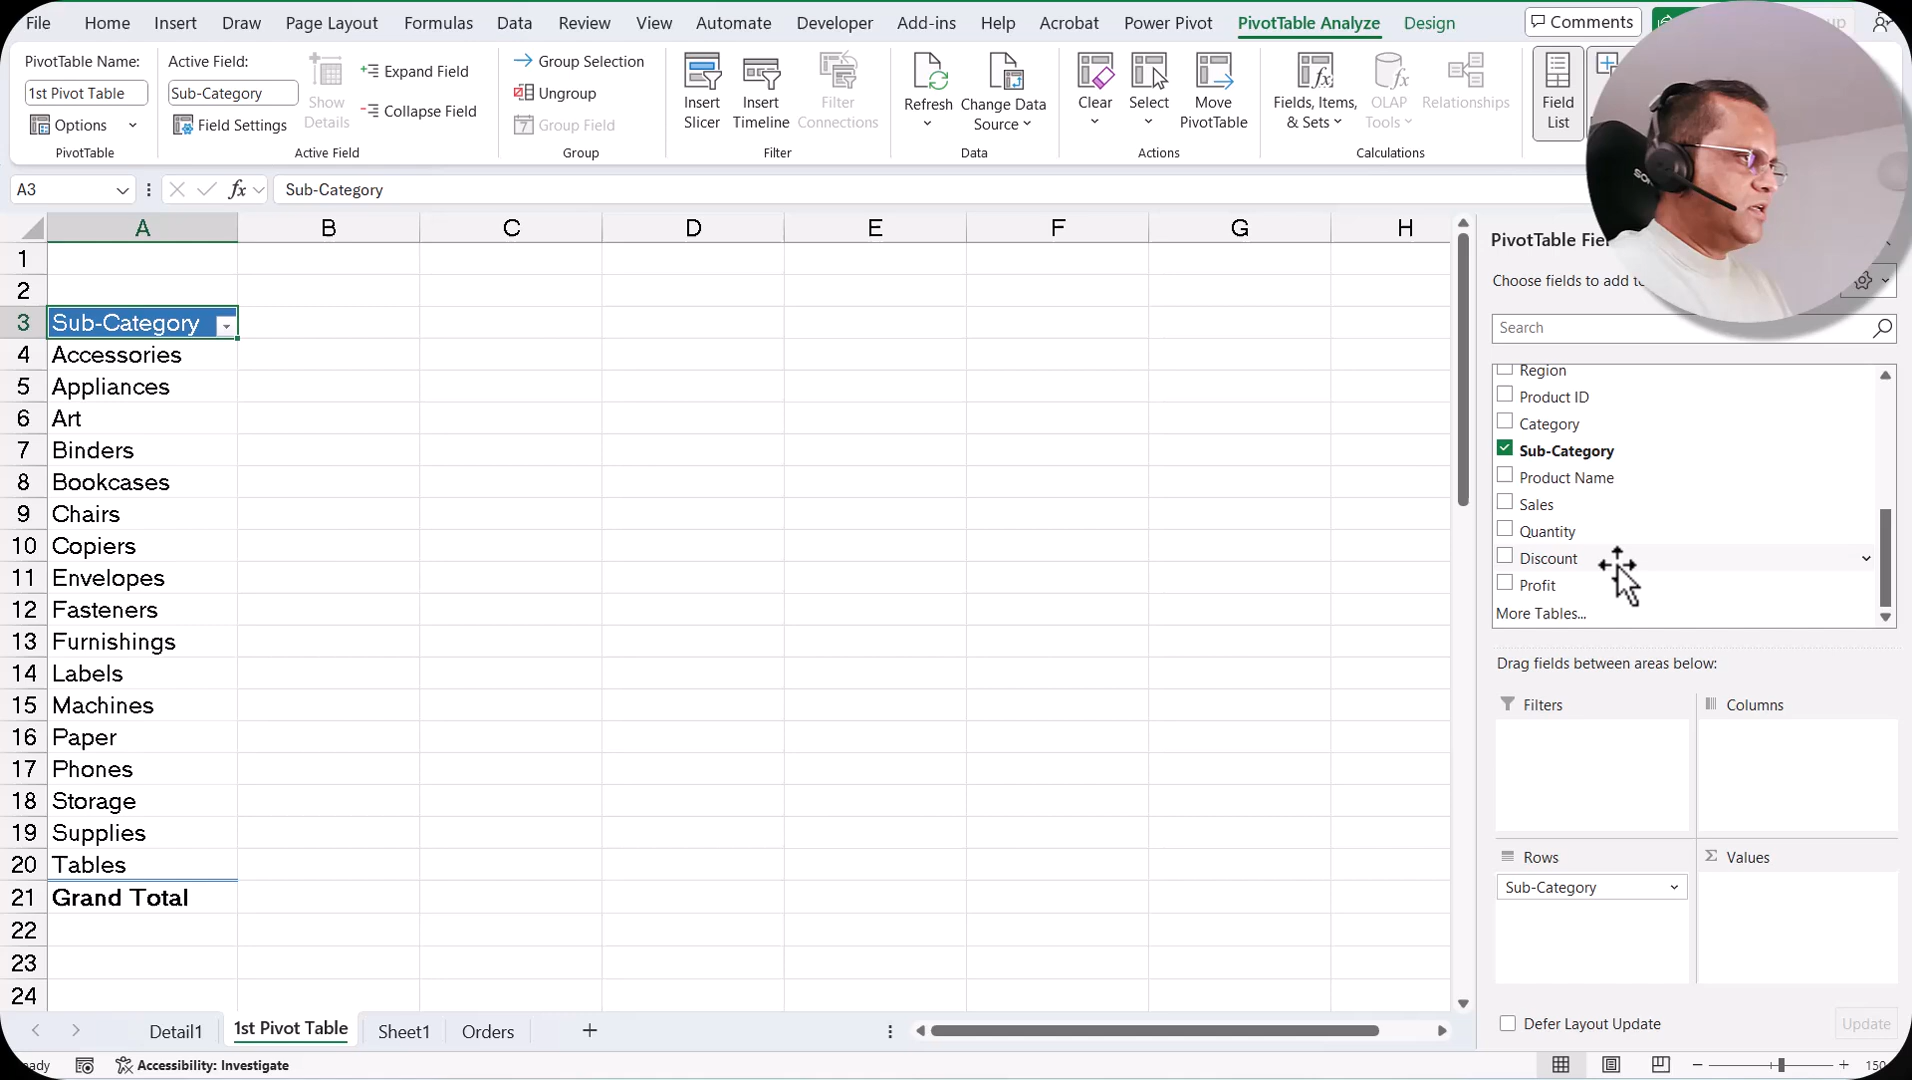 File Home Insert Draw Page Layout Formulas Data Review View Automate Developer Add-ins Help Acrobat Power Pivot PivotTable Analyze Design Comments
PivotTable Name:
1st Pivot Table
Options
PivotTable
Active Field:
Sub-Category
Field Settings
Show Details
Expand Field
Collapse Field
Active Field
Group Selection
Ungroup
Group Field
Group
Insert Slicer
Insert Timeline
Filter Connections
Filter
Refresh
Change Data Source
Data
Clear
Select
Move PivotTable
Actions
Fields, Items, & Sets
OLAP Tools
Relationships
Calculations
Field List
A3 fx Sub-Category
A B C D E F G H
1
2
3 Sub-Category
4 Accessories
5 Appliances
6 Art
7 Binders
8 Bookcases
9 Chairs
10 Copiers
11 Envelopes
12 Fasteners
13 Furnishings
14 Labels
15 Machines
16 Paper
17 Phones
18 Storage
19 Supplies
20 Tables
21 Grand Total
22
23
24
PivotTable Fie
Choose fields to add to
Search
Region
Product ID
Category
Sub-Category
Product Name
Sales
Quantity
Discount
Profit
More Tables...
Drag fields between areas below:
Filters
Columns
Rows
Values
Sub-Category
Defer Layout Update
Update
Detail1 1st Pivot Table Sheet1 Orders
Accessibility: Investigate